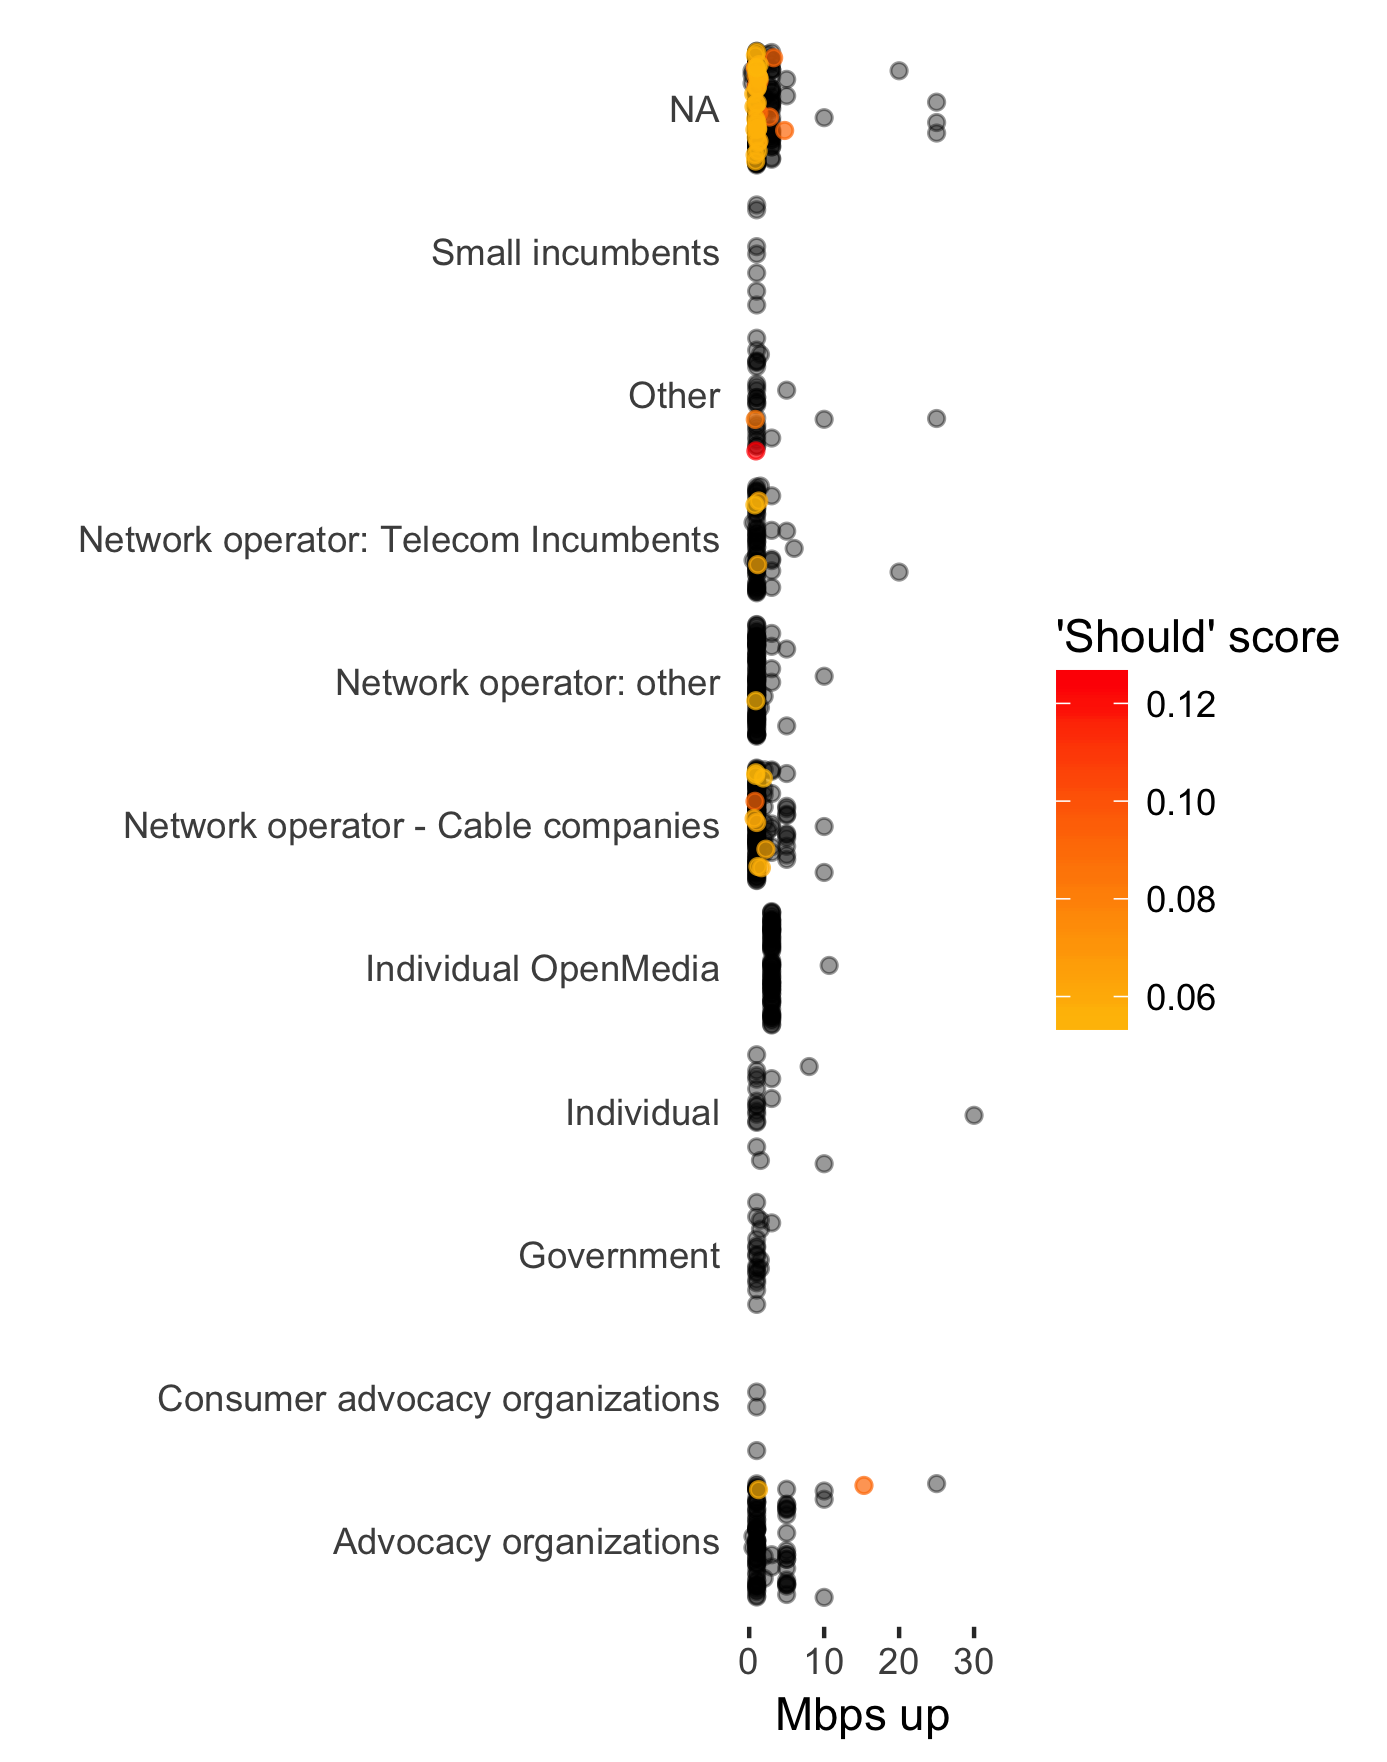 NA
Small incumbents
Other
Network operator: Telecom Incumbents
Network operator: other
Network operator - Cable companies
Individual OpenMedia
Individual
Government
Consumer advocacy organizations
Advocacy organizations
0 10 20 30
Mbps up
'Should' score
0.12
0.10
0.08
0.06